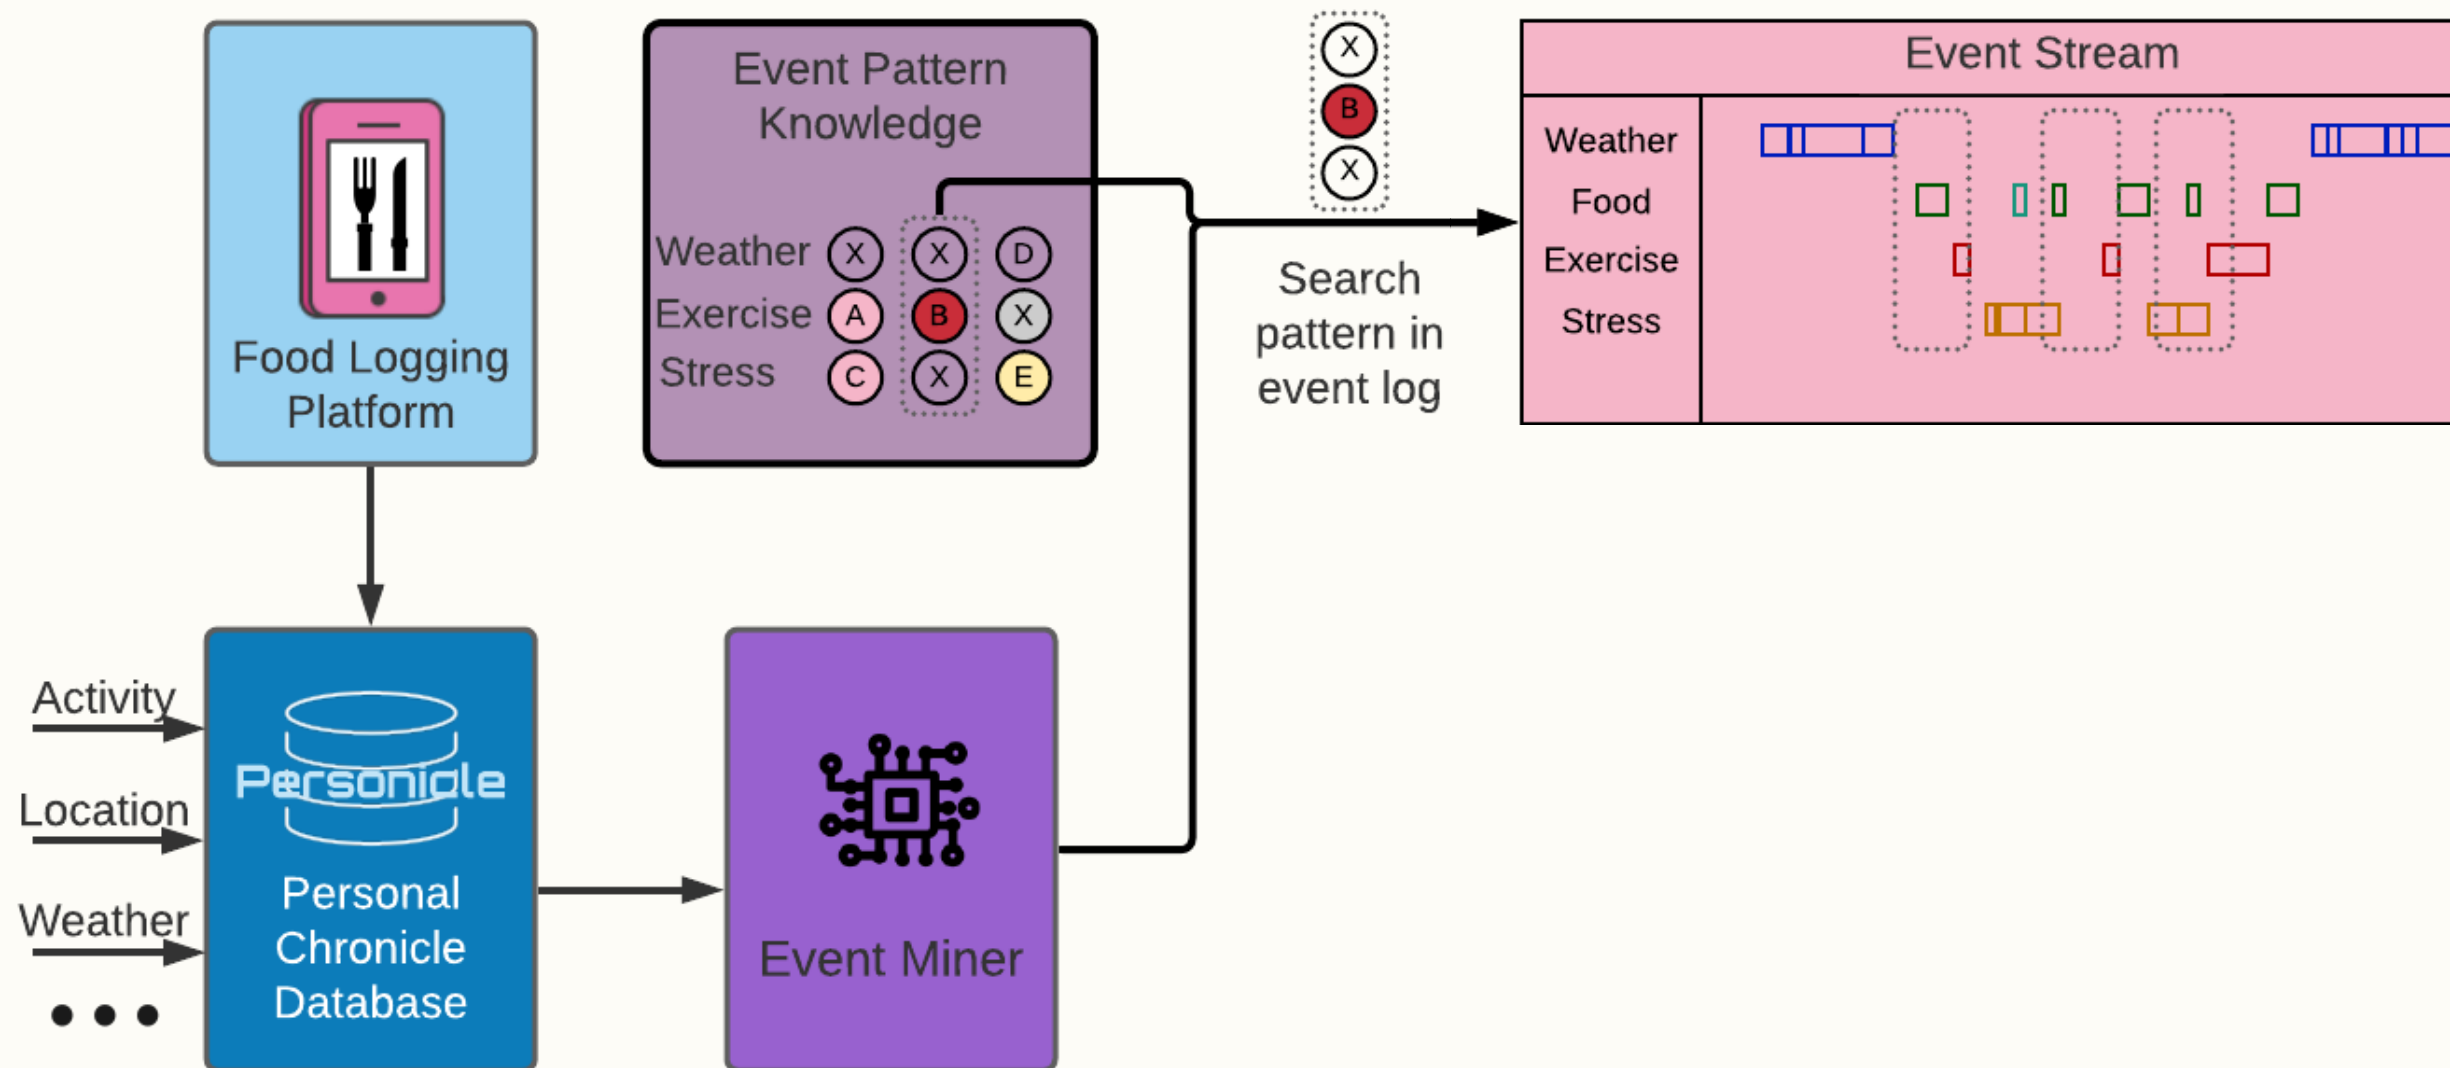 Food Logging
Platform
Event Pattern
Knowledge
Weather X X D
Exercise A B X
Stress C X E
X
B
X
Search
pattern in
event log
Event Stream
Weather
Food
Exercise
Stress
Activity
Location
Weather
Personicle
Personal
Chronicle
Database
Event Miner